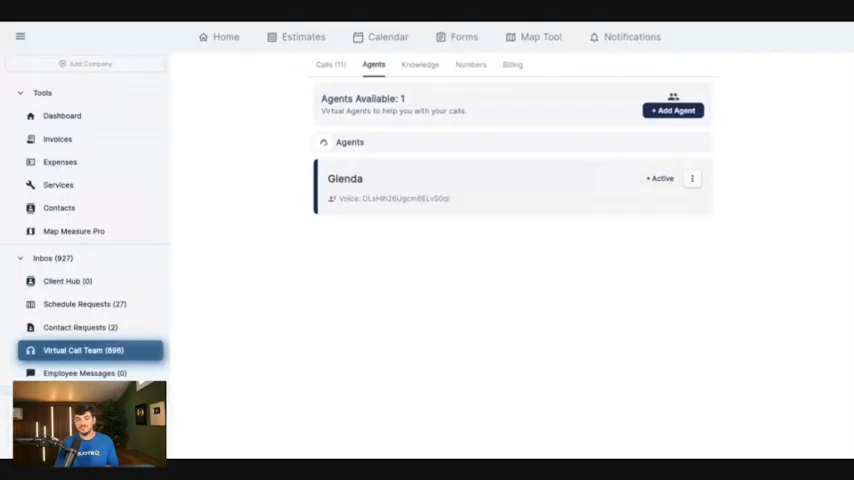 Home Estimates Calendar Forms Map Tool Notifications
Add Company
Calls (11) Agents Knowledge Numbers Billing
Tools
Dashboard
Invoices
Expenses
Services
Contacts
Map Measure Pro
Inbox (927)
Client Hub (0)
Schedule Requests (27)
Contact Requests (2)
Virtual Call Team (896)
Employee Messages (0)
Agents Available: 1
Virtual Agents to help you with your calls.
+ Add Agent
Agents
Glenda
• Active
Voice: